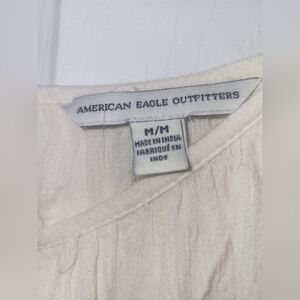 AMERICAN EAGLE OUTFITTERS
M/M
MADE IN INDIA
FABRIQUÉ EN
INDE